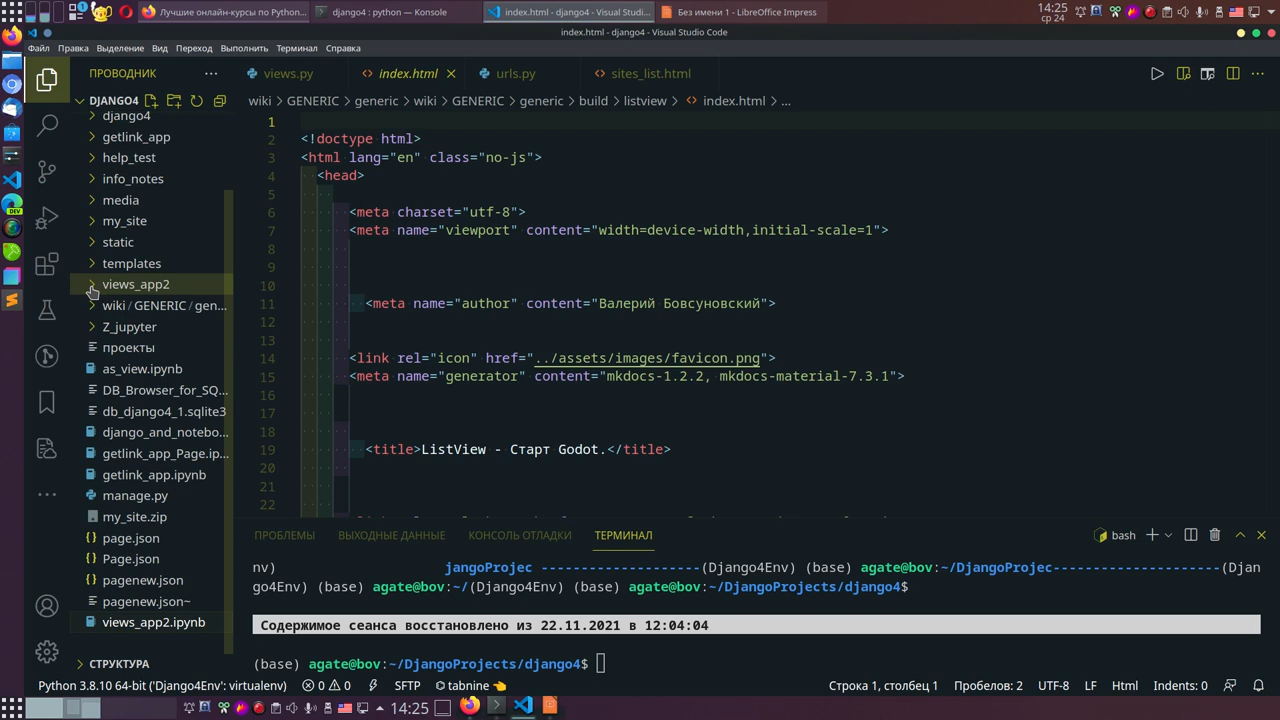 Лучшие онлайн-курсы по Python...
django4 : python — Konsole
index.html - django4 - Visual Studi...
Без имени 1 - LibreOffice Impress
14:25
ср 24
index.html - django4 - Visual Studio Code
Файл Правка Выделение Вид Переход Выполнить Терминал Справка
ПРОВОДНИК ...
views.py
index.html
urls.py
sites_list.html
DJANGO4
wiki > GENERIC > generic > wiki > GENERIC > generic > build > listview > index.html > ...
django4
getlink_app
help_test
info_notes
media
my_site
static
templates
views_app2
wiki / GENERIC / gen...
Z_jupyter
проекты
as_view.ipynb
DB_Browser_for_SQ...
db_django4_1.sqlite3
django_and_notebo...
getlink_app_Page.ip...
getlink_app.ipynb
manage.py
my_site.zip
Page.json
Page.json
pagenew.json
pagenew.json~
views_app2.ipynb
СТРУКТУРА
1
2 <!doctype html>
3 <html lang="en" class="no-js">
4 <head>
5
6 <meta charset="utf-8">
7 <meta name="viewport" content="width=device-width,initial-scale=1">
8
9
10
11 <meta name="author" content="Валерий Бовсуновский">
12
13
14 <link rel="icon" href="../assets/images/favicon.png">
15 <meta name="generator" content="mkdocs-1.2.2, mkdocs-material-7.3.1">
16
17
18
19 <title>ListView - Старт Godot.</title>
20
21
22
ПРОБЛЕМЫ ВЫХОДНЫЕ ДАННЫЕ КОНСОЛЬ ОТЛАДКИ ТЕРМИНАЛ
bash
nv) jangoProjec --------------------(Django4Env) (base) agate@bov:~/DjangoProjec---------------------(Djan
go4Env) (base) agate@bov:~/(Django4Env) (base) agate@bov:~/DjangoProjects/django4$
Содержимое сеанса восстановлено из 22.11.2021 в 12:04:04
(base) agate@bov:~/DjangoProjects/django4$
Python 3.8.10 64-bit ('Django4Env': virtualenv) 0 0 SFTP tabnine Строка 1, столбец 1 Пробелов: 2 UTF-8 LF Html Indents: 0
14:25